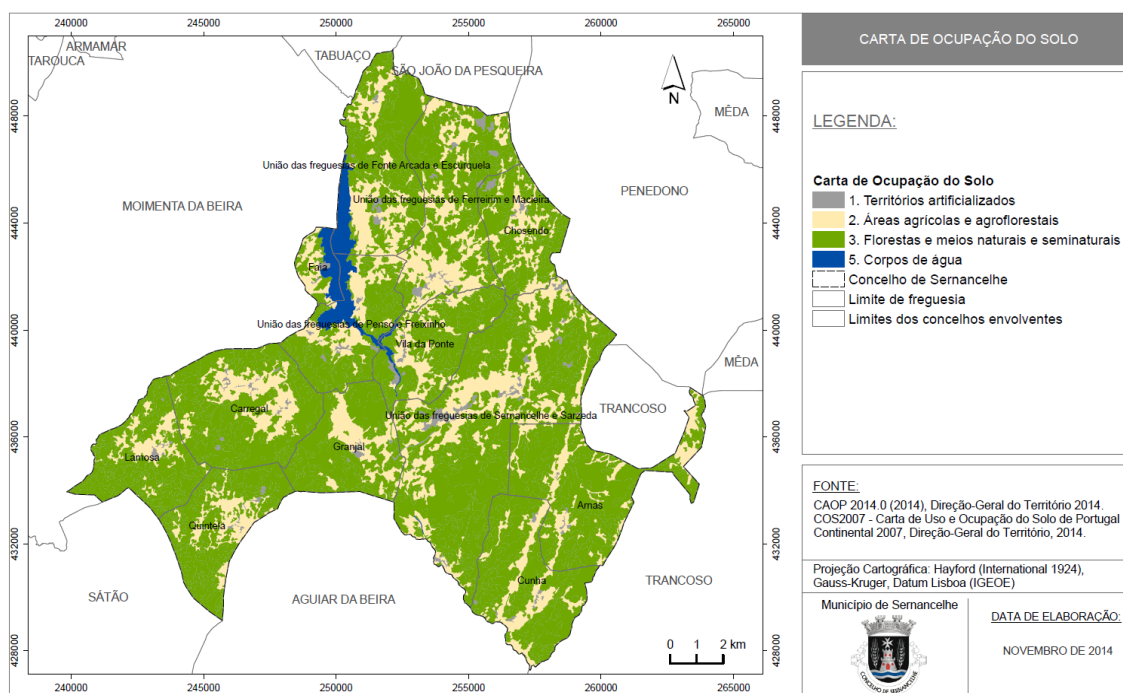 240000 245000 250000 255000 260000 265000
ARMAMAR
TAROUCA
TABUAÇO
SÃO JOÃO DA PESQUEIRA
N
MÊDA
448000 448000
União das freguesias de Fonte Arcada e Escurquela
PENEDONO
União das freguesias de Ferreirim e Macieira
MOIMENTA DA BEIRA
444000 444000
Chosendo
Faia
União das freguesias de Penso e Freixinho
440000 440000
Vila da Ponte
MÊDA
TRANCOSO
Carregal
União das freguesias de Sernancelhe e Sarzeda
436000 436000
Granjal
Lamosa
Arnas
Quintela
432000 432000
Cunha
TRANCOSO
SÁTÃO
AGUIAR DA BEIRA
0 1 2 km
428000 428000
240000 245000 250000 255000 260000 265000
CARTA DE OCUPAÇÃO DO SOLO
LEGENDA:
Carta de Ocupação do Solo
1. Territórios artificializados
2. Áreas agrícolas e agroflorestais
3. Florestas e meios naturais e seminaturais
5. Corpos de água
Concelho de Sernancelhe
Limite de freguesia
Limites dos concelhos envolventes
FONTE:
CAOP 2014.0 (2014), Direção-Geral do Território 2014.
COS2007 - Carta de Uso e Ocupação do Solo de Portugal
Continental 2007, Direção-Geral do Território, 2014.
Projeção Cartográfica: Hayford (International 1924),
Gauss-Kruger, Datum Lisboa (IGEOE)
Município de Sernancelhe
CONCELHO DE SERNANCELHE
DATA DE ELABORAÇÃO:
NOVEMBRO DE 2014